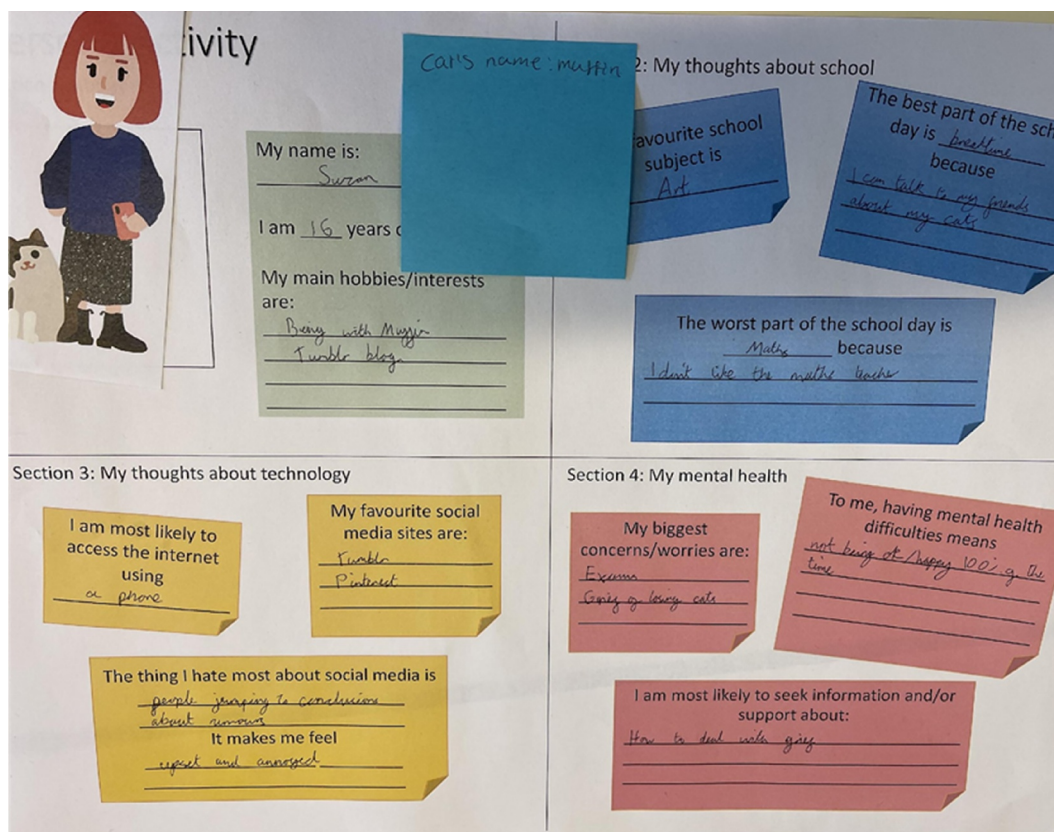 ivity
cat's name: muffin
My name is:
Suzan
I am 16 years
My main hobbies/interests
are:
Being with Muffin
Tumblr blog
2: My thoughts about school
avourite school
subject is
Art
The best part of the sch
day is breaktime
because
I can talk to my friends
about my cats
The worst part of the school day is
Maths because
I don't like the maths teacher
Section 3: My thoughts about technology
I am most likely to
access the internet
using
a phone
My favourite social
media sites are:
Tumblr
Pinterest
The thing I hate most about social media is
people jumping to conclusions
about rumours
It makes me feel
upset and annoyed
Section 4: My mental health
My biggest
concerns/worries are:
Exams
Grief of losing cats
To me, having mental health
difficulties means
not being ok/happy 100% of the
time
I am most likely to seek information and/or
support about:
How to deal with grief